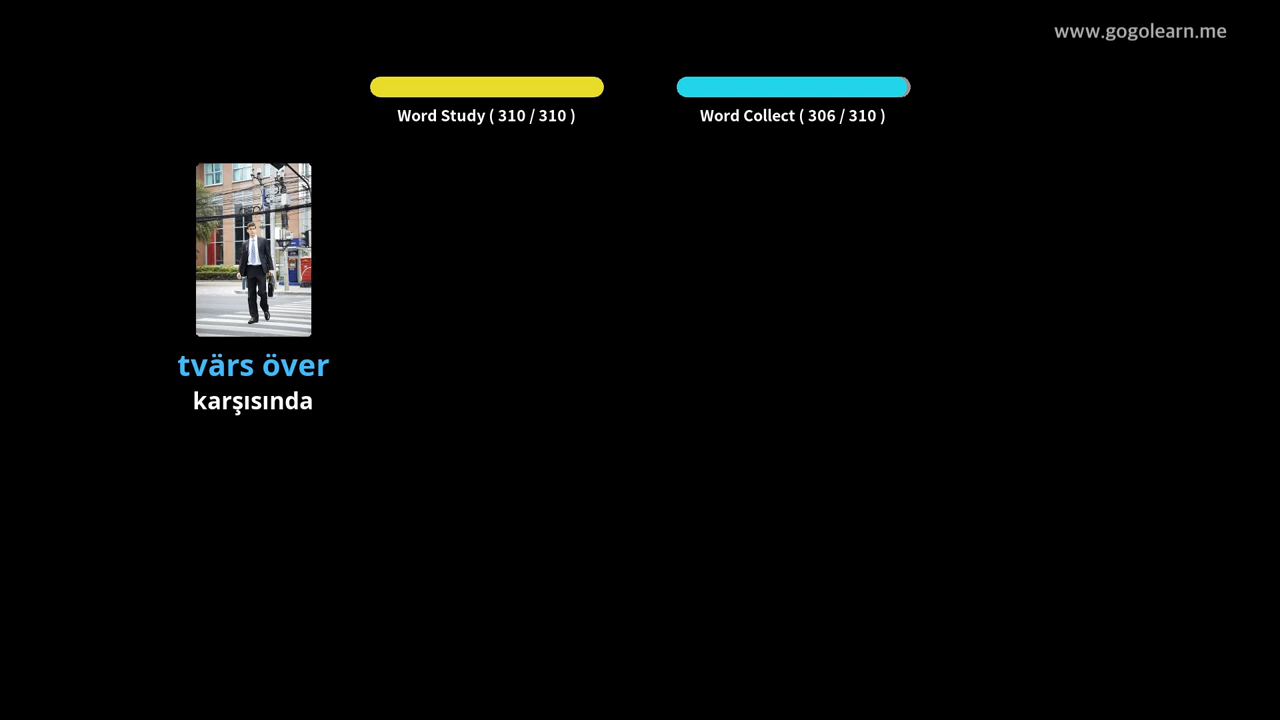 www.gogolearn.me
Word Study ( 310 / 310 )
Word Collect ( 306 / 310 )
tvärs över
karşısında